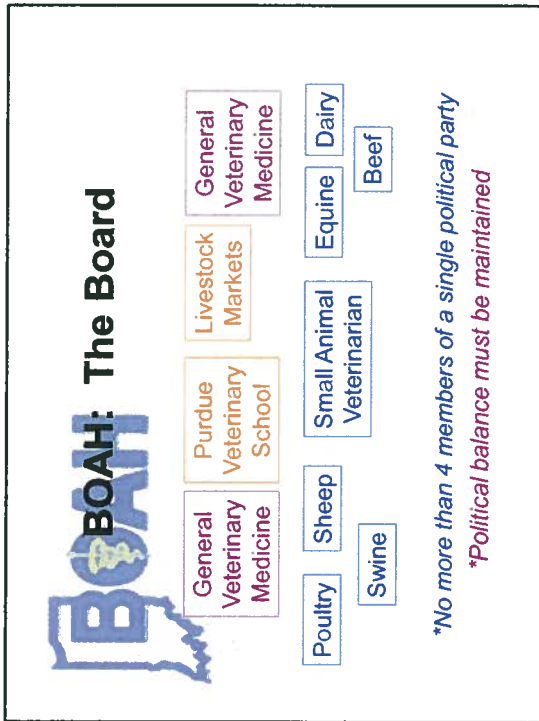 BOAH
BOAH: The Board
General
Veterinary
Medicine
Purdue
Veterinary
School
Livestock
Markets
General
Veterinary
Medicine
Poultry
Sheep
Small Animal
Veterinarian
Equine
Dairy
Swine
Beef
*No more than 4 members of a single political party
*Political balance must be maintained